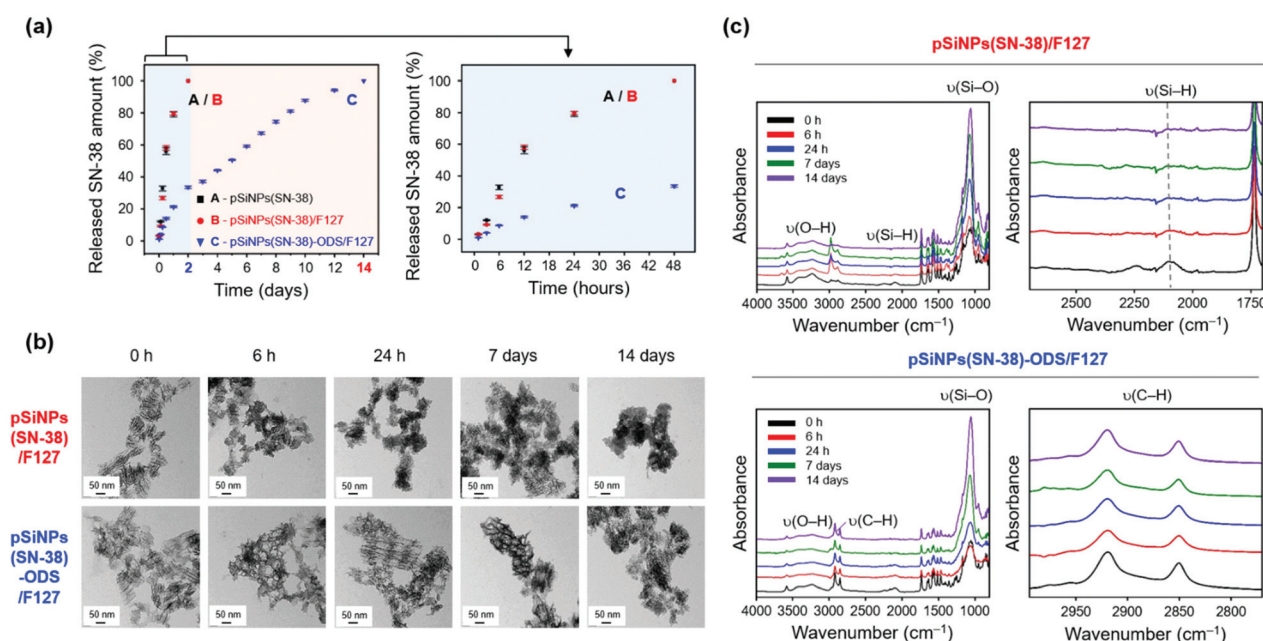 (a)
Released SN-38 amount (%)
100
80
60
40
20
0
A / B
C
A - pSiNPs(SN-38)
B - pSiNPs(SN-38)/F127
C - pSiNPs(SN-38)-ODS/F127
0 2 4 6 8 10 12 14
Time (days)
Released SN-38 amount (%)
100
80
60
40
20
0
A / B
C
0 6 12 18 24 30 36 42 48
Time (hours)
(b)
0 h 6 h 24 h 7 days 14 days
pSiNPs
(SN-38)
/F127
50 nm 50 nm 50 nm 50 nm 50 nm
pSiNPs
(SN-38)
-ODS
/F127
50 nm 50 nm 50 nm 50 nm 50 nm
(c)
pSiNPs(SN-38)/F127
υ(Si–O)
Absorbance
0 h
6 h
24 h
7 days
14 days
υ(O–H)
υ(Si–H)
4000 3500 3000 2500 2000 1500 1000
Wavenumber (cm⁻¹)
υ(Si–H)
Absorbance
2500 2250 2000 1750
Wavenumber (cm⁻¹)
pSiNPs(SN-38)-ODS/F127
υ(Si–O)
Absorbance
0 h
6 h
24 h
7 days
14 days
υ(O–H) υ(C–H)
4000 3500 3000 2500 2000 1500 1000
Wavenumber (cm⁻¹)
υ(C–H)
Absorbance
2950 2900 2850 2800
Wavenumber (cm⁻¹)